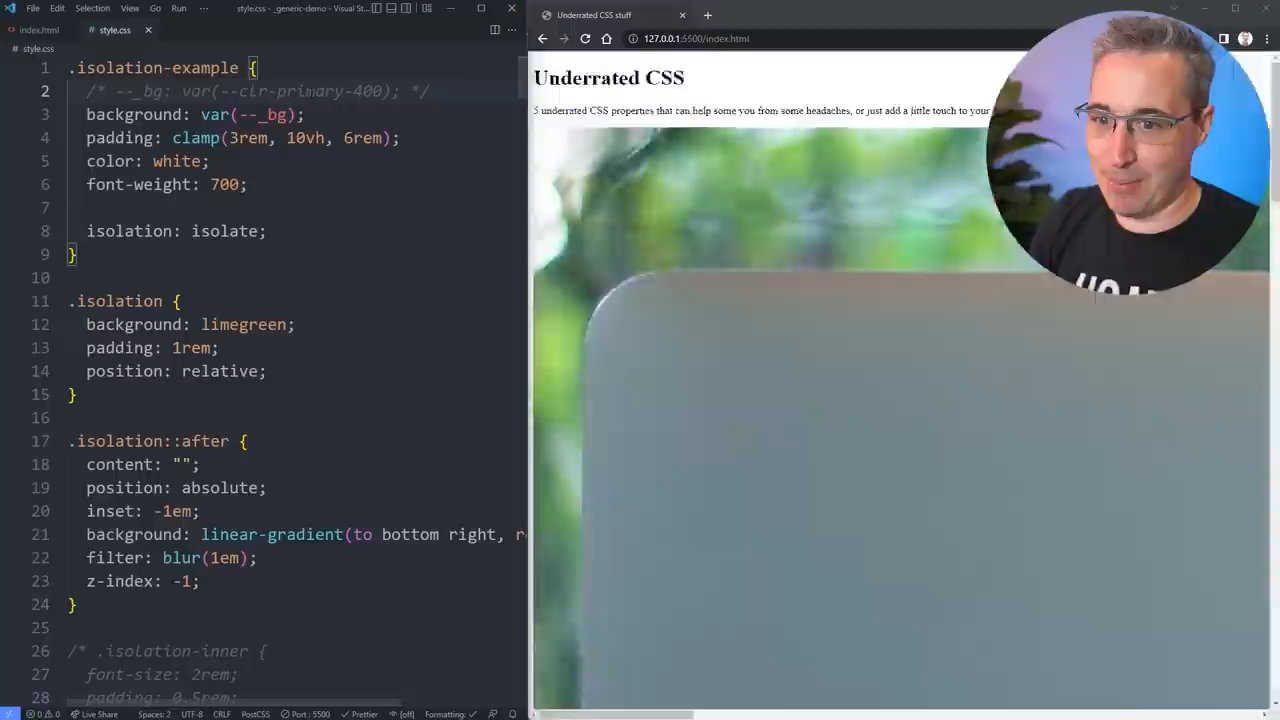 File Edit Selection View Go Run ··· style.css - _generic-demo - Visual St...
index.html style.css
style.css
1 .isolation-example {
2 /* --_bg: var(--clr-primary-400); */
3 background: var(--_bg);
4 padding: clamp(3rem, 10vh, 6rem);
5 color: white;
6 font-weight: 700;
7
8 isolation: isolate;
9 }
10
11 .isolation {
12 background: limegreen;
13 padding: 1rem;
14 position: relative;
15 }
16
17 .isolation::after {
18 content: "";
19 position: absolute;
20 inset: -1em;
21 background: linear-gradient(to bottom right, r
22 filter: blur(1em);
23 z-index: -1;
24 }
25
26 /* .isolation-inner {
27 font-size: 2rem;
28 padding: 0.5rem;
0 0 Live Share Spaces: 2 UTF-8 CRLF PostCSS Port : 5500 Prettier [off] Formatting:
Underrated CSS stuff
127.0.0.1:5500/index.html
Underrated CSS
5 underrated CSS properties that can help some you from some headaches, or just add a little touch to your